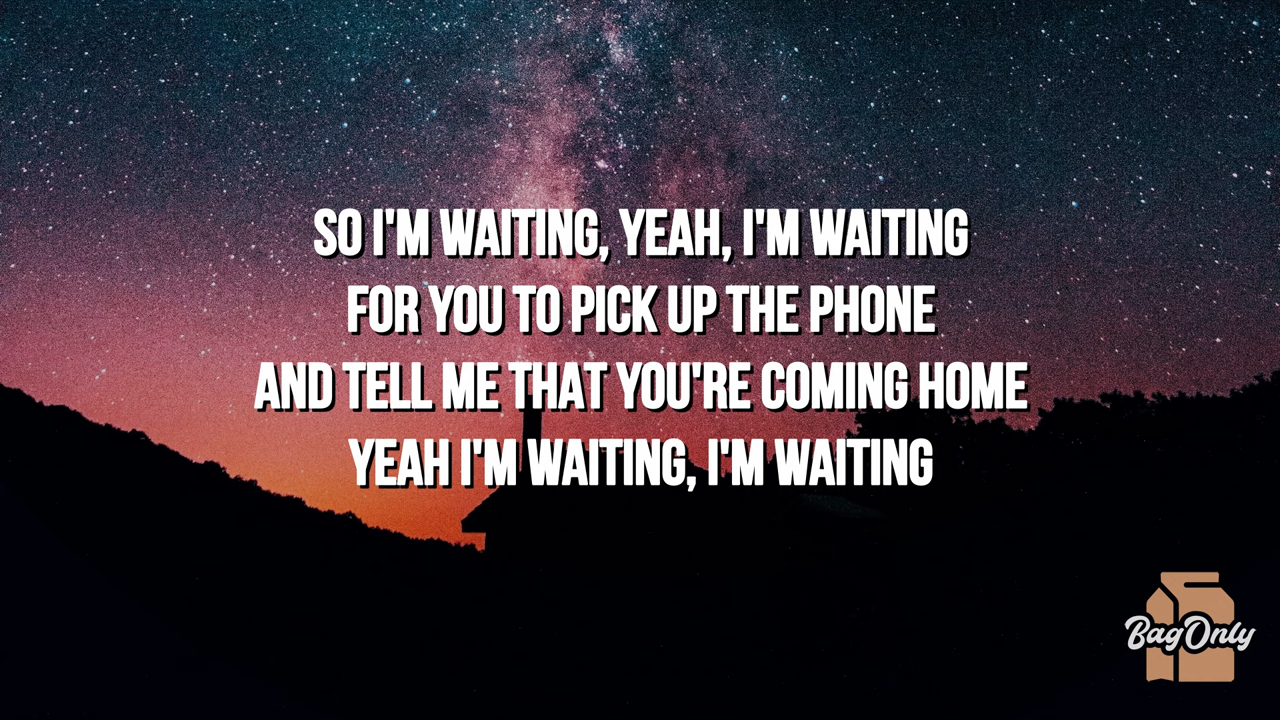 SO I'M WAITING, YEAH, I'M WAITING
FOR YOU TO PICK UP THE PHONE
AND TELL ME THAT YOU'RE COMING HOME
YEAH I'M WAITING, I'M WAITING
BagOnly